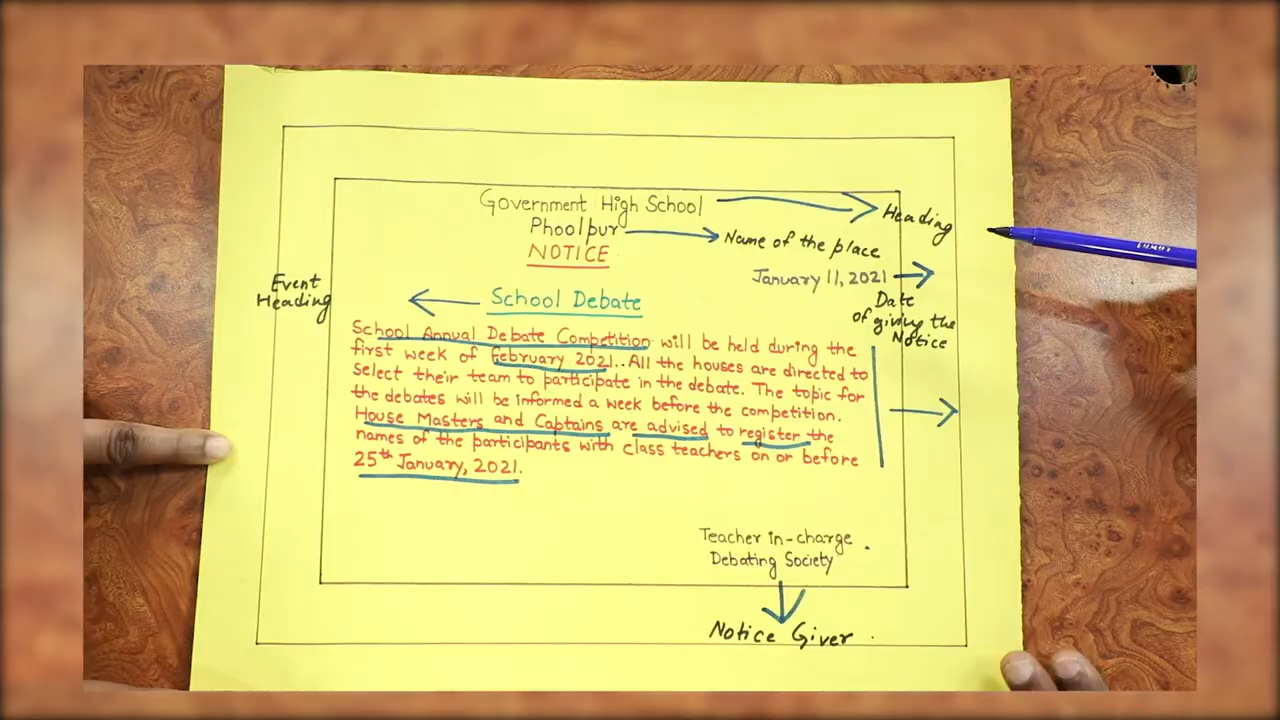 Government High School
Heading
Phoolpur
Name of the place
NOTICE
January 11, 2021
Date
of giving the
Notice
Event
Heading
School Debate
School Annual Debate Competition will be held during the
first week of February 2021.. All the houses are directed to
Select their team to participate in the debate. The topic for
the debates will be informed a week before the competition.
House Masters and Captains are advised to register the
names of the participants with class teachers on or before
25th January, 2021.
Teacher in-charge
Debating Society
Notice Giver